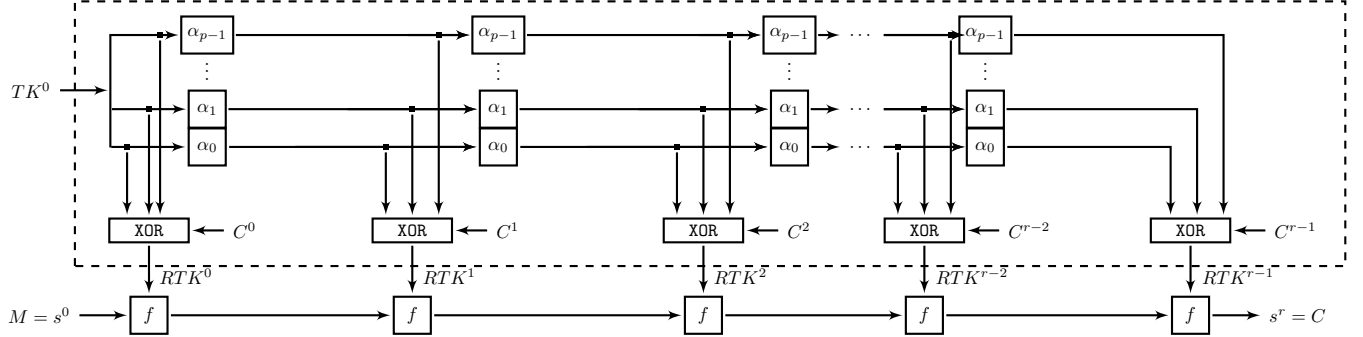 α_{p−1} α_{p−1} α_{p−1} ⋯ α_{p−1}
⋮ ⋮ ⋮ ⋮
TK^0
α_1 α_1 α_1 ⋯ α_1
α_0 α_0 α_0 ⋯ α_0
XOR C^0 XOR C^1 XOR C^2 XOR C^{r−2} XOR C^{r−1}
RTK^0 RTK^1 RTK^2 RTK^{r−2} RTK^{r−1}
M = s^0 f f f f f s^r = C